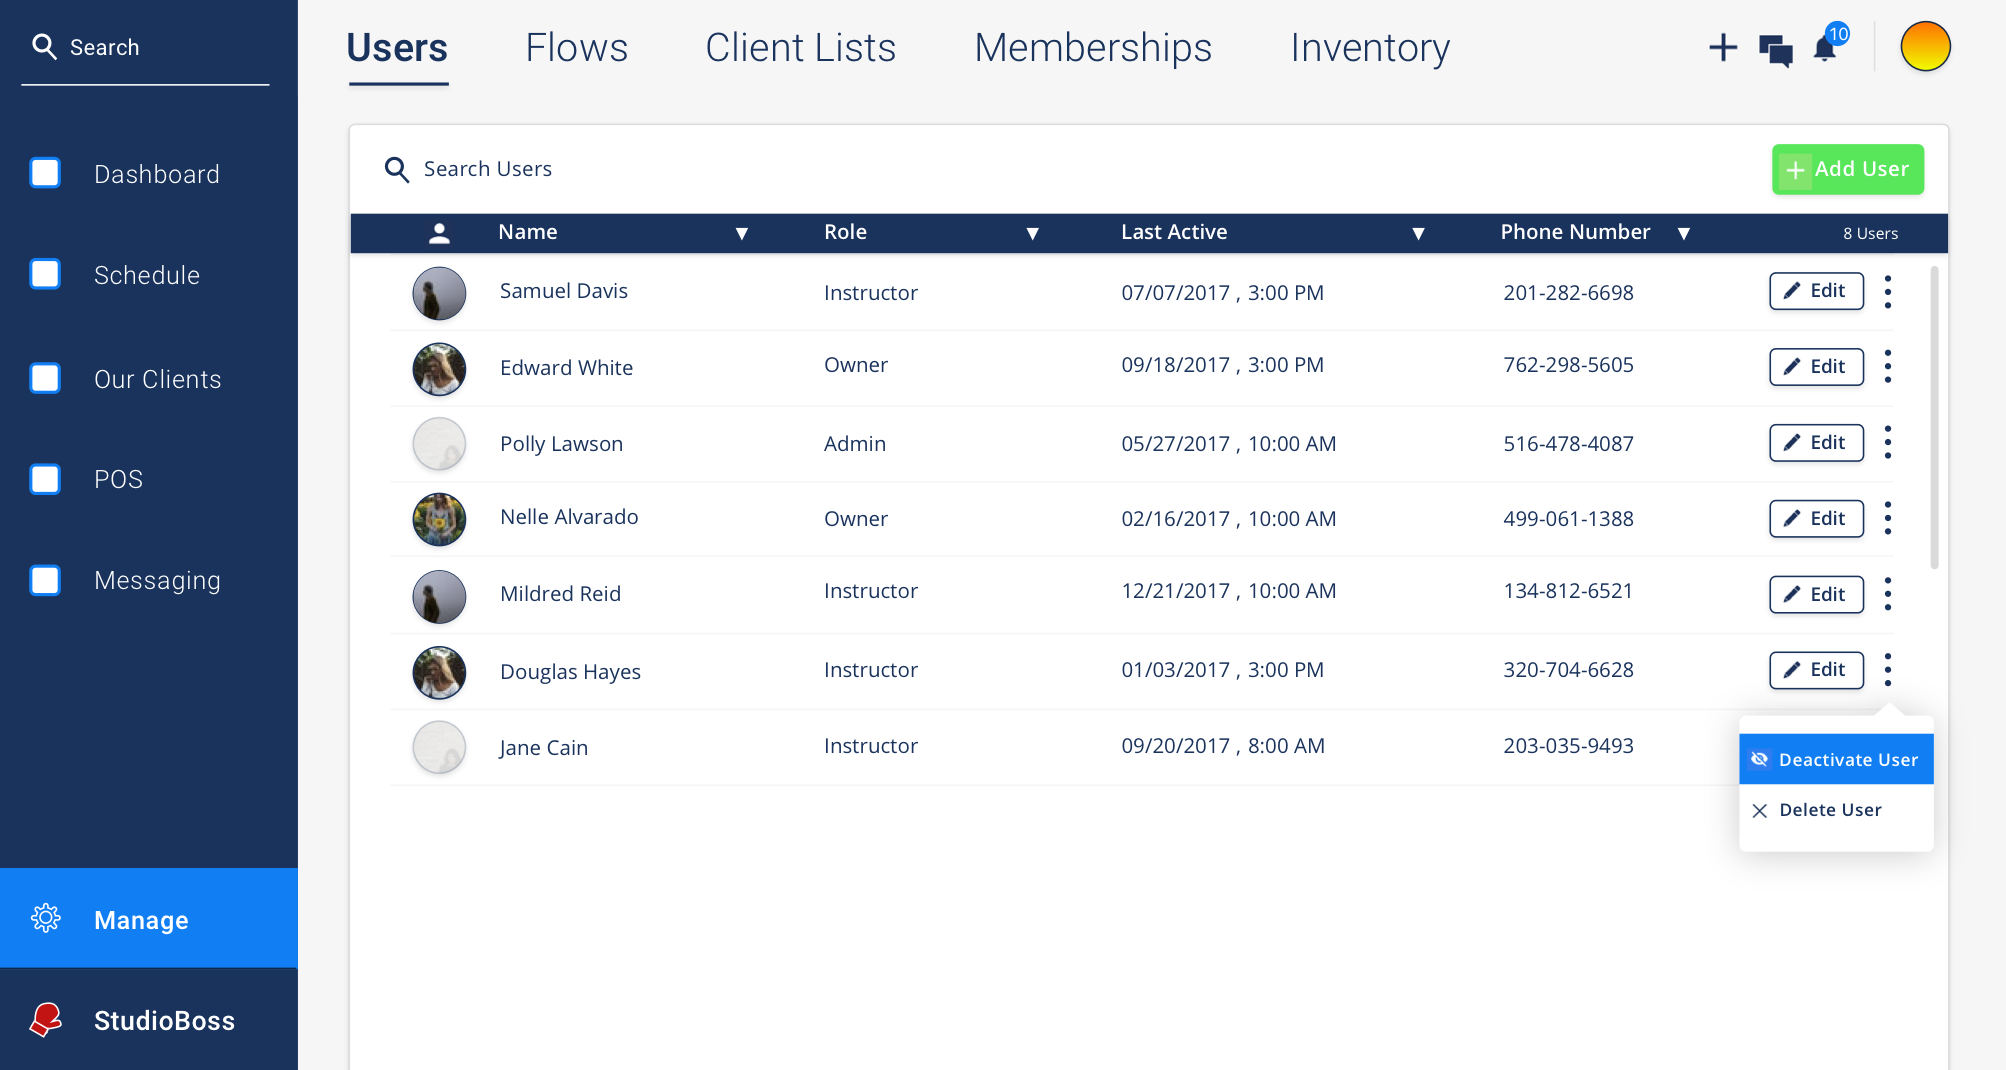 Search
Users Flows Client Lists Memberships Inventory
10
Dashboard
Schedule
Our Clients
POS
Messaging
Manage
StudioBoss
Search Users
Add User
Name Role Last Active Phone Number 8 Users
Samuel Davis Instructor 07/07/2017 , 3:00 PM 201-282-6698 Edit
Edward White Owner 09/18/2017 , 3:00 PM 762-298-5605 Edit
Polly Lawson Admin 05/27/2017 , 10:00 AM 516-478-4087 Edit
Nelle Alvarado Owner 02/16/2017 , 10:00 AM 499-061-1388 Edit
Mildred Reid Instructor 12/21/2017 , 10:00 AM 134-812-6521 Edit
Douglas Hayes Instructor 01/03/2017 , 3:00 PM 320-704-6628 Edit
Jane Cain Instructor 09/20/2017 , 8:00 AM 203-035-9493
Deactivate User
Delete User